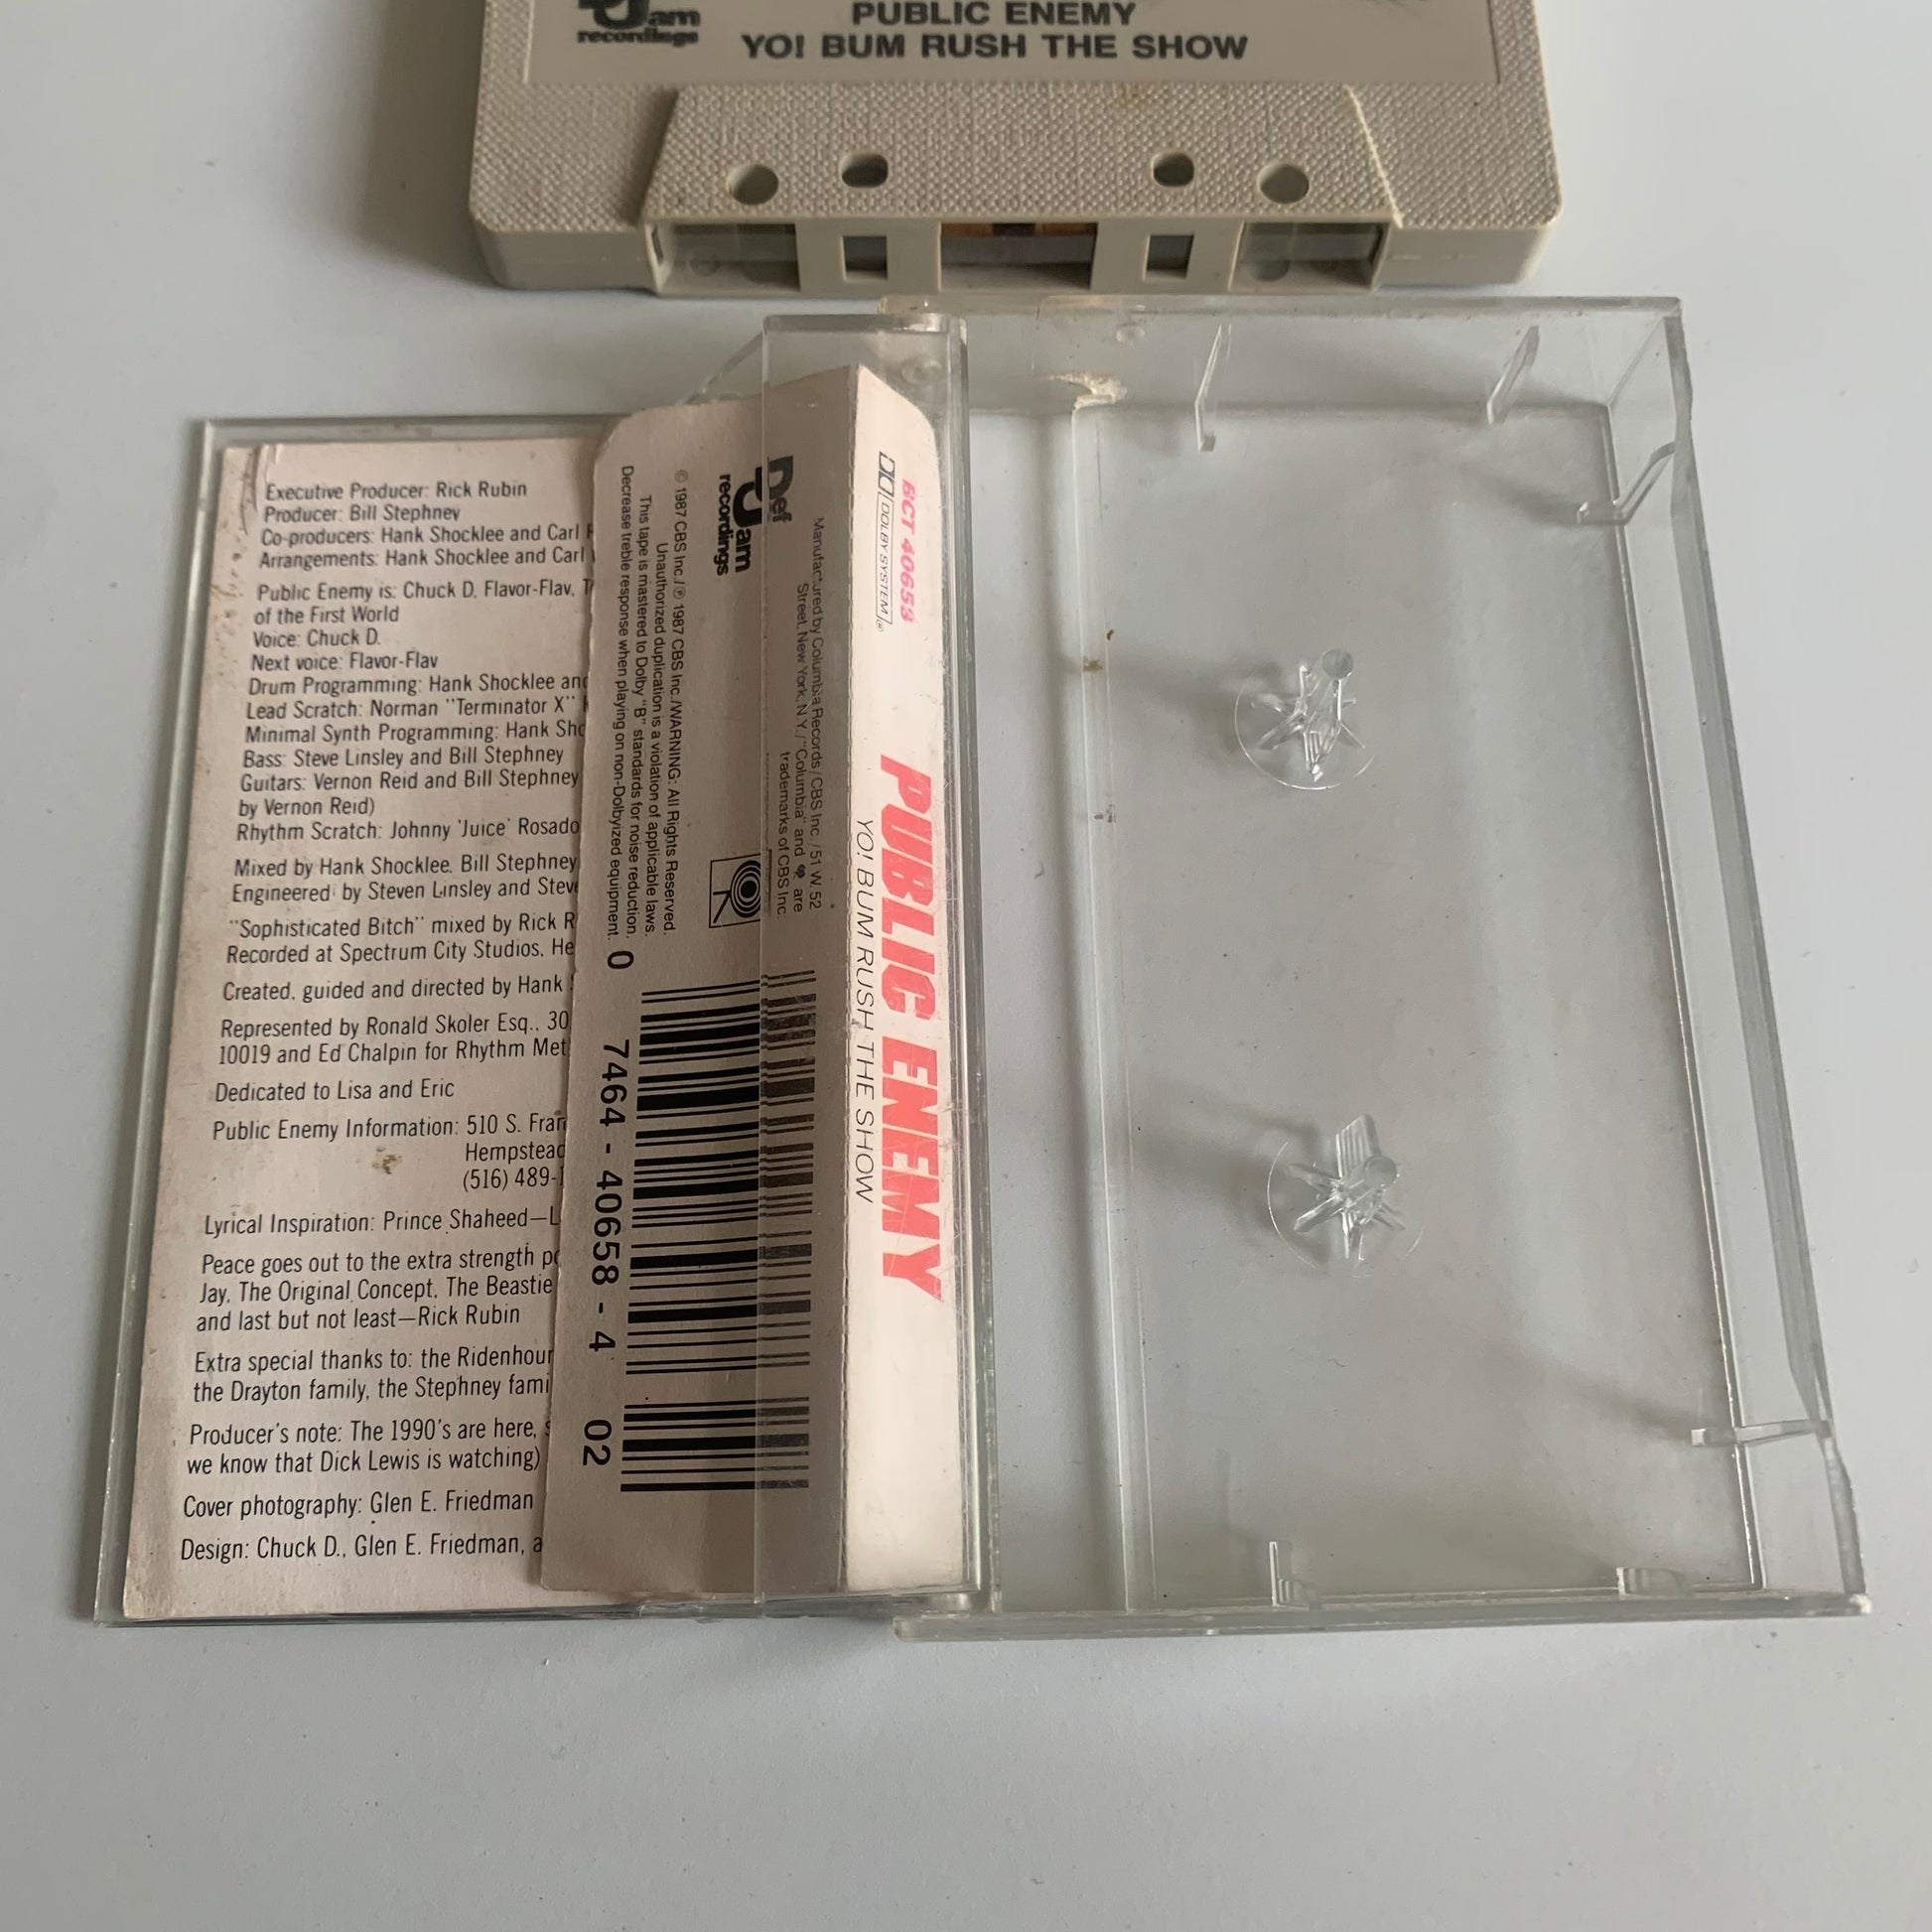 Def Jam
recordings
PUBLIC ENEMY
YO! BUM RUSH THE SHOW
Executive Producer: Rick Rubin
Producer: Bill Stephney
Co-producers: Hank Shocklee and Carl
Arrangements: Hank Shocklee and Carl
Public Enemy is: Chuck D, Flavor-Flav,
of the First World
Voice: Chuck D.
Next voice: Flavor-Flav
Drum Programming: Hank Shocklee and
Lead Scratch: Norman "Terminator X"
Minimal Synth Programming: Hank Sho
Bass: Steve Linsley and Bill Stephney
Guitars: Vernon Reid and Bill Stephney
by Vernon Reid)
Rhythm Scratch: Johnny 'Juice' Rosado
Mixed by Hank Shocklee, Bill Stephney
Engineered by Steven Linsley and Steve
"Sophisticated Bitch" mixed by Rick R
Recorded at Spectrum City Studios, He
Created, guided and directed by Hank
Represented by Ronald Skoler Esq., 30
10019 and Ed Chalpin for Rhythm Met
Dedicated to Lisa and Eric
Public Enemy Information: 510 S. Fran
Hempstead
(516) 489-1
Lyrical Inspiration: Prince Shaheed—L
Peace goes out to the extra strength po
Jay, The Original Concept, The Beastie
and last but not least—Rick Rubin
Extra special thanks to: the Ridenhour
the Drayton family, the Stephney fami
Producer's note: The 1990's are here, s
we know that Dick Lewis is watching)
Cover photography: Glen E. Friedman
Design: Chuck D., Glen E. Friedman, a
Manufactured by Columbia Records/CBS Inc./51 W. 52
Street, New York, N.Y./"Columbia" and are
trademarks of CBS Inc.
Def Jam
recordings
© 1987 CBS Inc./℗ 1987 CBS Inc./WARNING: All Rights Reserved.
Unauthorized duplication is a violation of applicable laws.
This tape is mastered to Dolby "B" standards for noise reduction.
Decrease treble response when playing on non-Dolbyized equipment.
0 7464 - 40658 - 4 02
BCT 40658
DOLBY SYSTEM®
PUBLIC ENEMY
YO! BUM RUSH THE SHOW